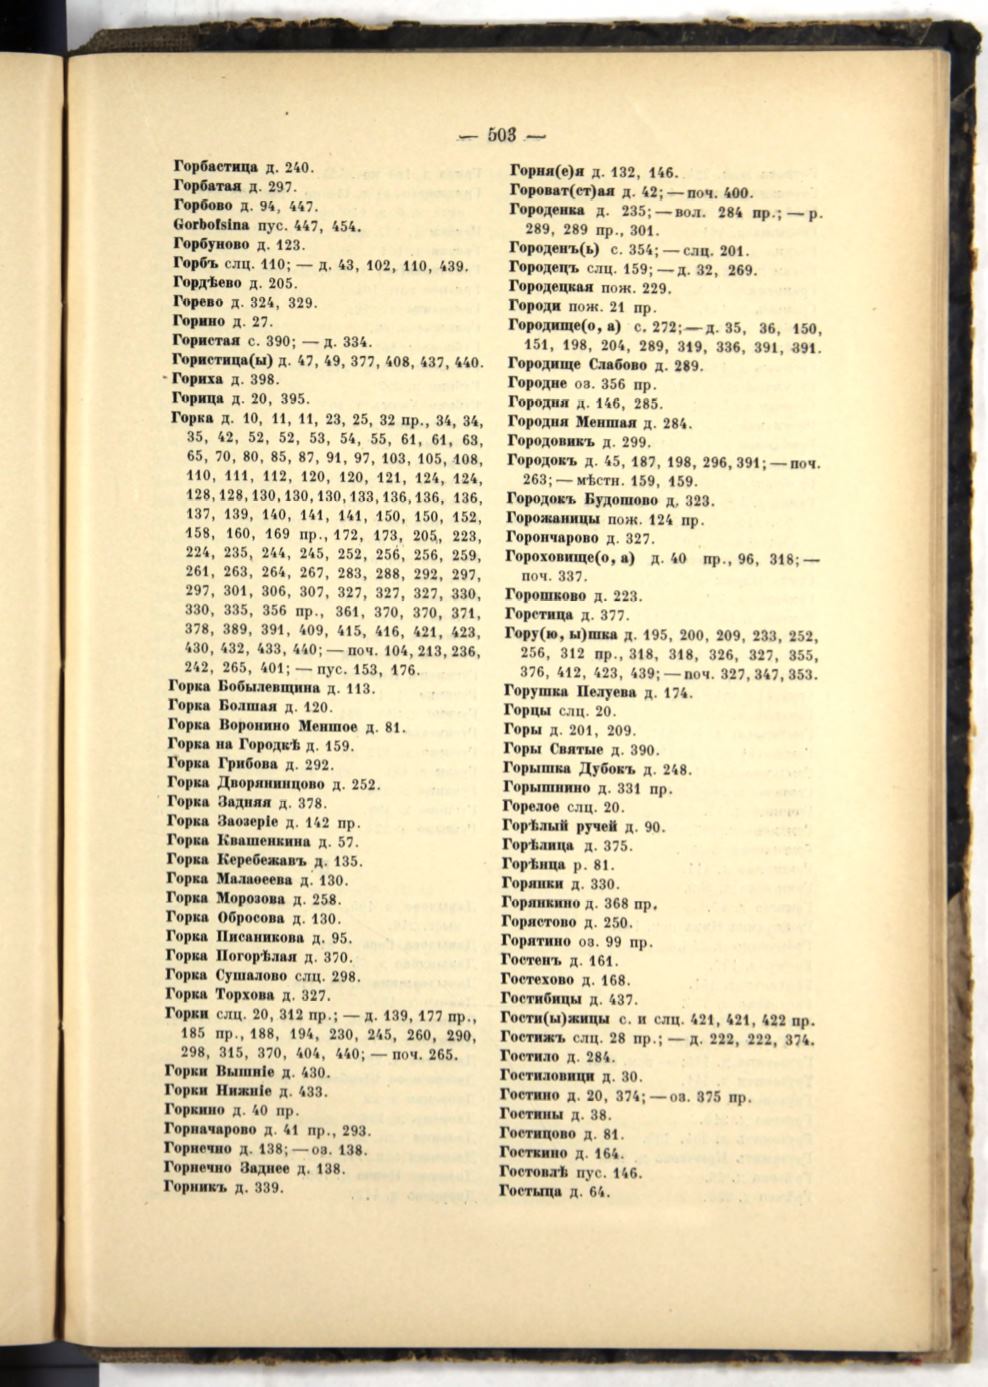 — 503 —
Горбастица д. 240.
Горбатая д. 297.
Горбово д. 94, 447.
Gorbofsina пус. 447, 454.
Горбуново д. 123.
Горбъ слц. 110; — д. 43, 102, 110, 439.
Гордѣево д. 205.
Горево д. 324, 329.
Горино д. 27.
Гористая с. 390; — д. 334.
Гористица(ы) д. 47, 49, 377, 408, 437, 440.
Гориха д. 398.
Горица д. 20, 395.
Горка д. 10, 11, 11, 23, 25, 32 пр., 34, 34,
35, 42, 52, 52, 53, 54, 55, 61, 61, 63,
65, 70, 80, 85, 87, 91, 97, 103, 105, 108,
110, 111, 112, 120, 120, 121, 124, 124,
128, 128, 130, 130, 130, 133, 136, 136, 136,
137, 139, 140, 141, 141, 150, 150, 152,
158, 160, 169 пр., 172, 173, 205, 223,
224, 235, 244, 245, 252, 256, 256, 259,
261, 263, 264, 267, 283, 288, 292, 297,
297, 301, 306, 307, 327, 327, 327, 330,
330, 335, 356 пр., 361, 370, 370, 371,
378, 389, 391, 409, 415, 416, 421, 423,
430, 432, 433, 440; — поч. 104, 213, 236,
242, 265, 401; — пус. 153, 176.
Горка Бобылевщина д. 113.
Горка Болшая д. 120.
Горка Воронино Меншое д. 81.
Горка на Городкѣ д. 159.
Горка Грибова д. 292.
Горка Дворянинцово д. 252.
Горка Задняя д. 378.
Горка Заозеріе д. 142 пр.
Горка Квашенкина д. 57.
Горка Керебежавъ д. 135.
Горка Малаѳеева д. 130.
Горка Морозова д. 258.
Горка Обросова д. 130.
Горка Писаникова д. 95.
Горка Погорѣлая д. 370.
Горка Сушалово слц. 298.
Горка Торхова д. 327.
Горки слц. 20, 312 пр.; — д. 139, 177 пр.,
185 пр., 188, 194, 230, 245, 260, 290,
298, 315, 370, 404, 440; — поч. 265.
Горки Вышніе д. 430.
Горки Нижніе д. 433.
Горкино д. 40 пр.
Горначарово д. 41 пр., 293.
Горнечно д. 138; — оз. 138.
Горнечно Заднее д. 138.
Горникъ д. 339.
Горня(е)я д. 132, 146.
Гороват(ст)ая д. 42; — поч. 400.
Городенка д. 235; — вол. 284 пр.; — р.
289, 289 пр., 301.
Городенъ(ь) с. 354; — слц. 201.
Городецъ слц. 159; — д. 32, 269.
Городецкая пож. 229.
Городи пож. 21 пр.
Городище(о, а) с. 272; — д. 35, 36, 150,
151, 198, 204, 289, 319, 336, 391, 391.
Городище Слабово д. 289.
Городне оз. 356 пр.
Городня д. 146, 285.
Городня Меншая д. 284.
Городовикъ д. 299.
Городокъ д. 45, 187, 198, 296, 391; — поч.
263; — мѣстн. 159, 159.
Городокъ Будошово д. 323.
Горожаницы пож. 124 пр.
Горончарово д. 327.
Гороховище(о, а) д. 40 пр., 96, 318; —
поч. 337.
Горошково д. 223.
Горстица д. 377.
Гору(ю, ы)шка д. 195, 200, 209, 233, 252,
256, 312 пр., 318, 318, 326, 327, 355,
376, 412, 423, 439; — поч. 327, 347, 353.
Горушка Пелуева д. 174.
Горцы слц. 20.
Горы д. 201, 209.
Горы Святые д. 390.
Горышка Дубокъ д. 248.
Горышнино д. 331 пр.
Горелое слц. 20.
Горѣлый ручей д. 90.
Горѣлица д. 375.
Горѣнца р. 81.
Горянки д. 330.
Горянкино д. 368 пр.
Горястово д. 250.
Горятино оз. 99 пр.
Гостенъ д. 161.
Гостехово д. 168.
Гостибицы д. 437.
Гости(ы)жицы с. и слц. 421, 421, 422 пр.
Гостижъ слц. 28 пр.; — д. 222, 222, 374.
Гостило д. 284.
Гостиловици д. 30.
Гостино д. 20, 374; — оз. 375 пр.
Гостины д. 38.
Гостицово д. 81.
Госткино д. 164.
Гостовлѣ пус. 146.
Гостыца д. 64.